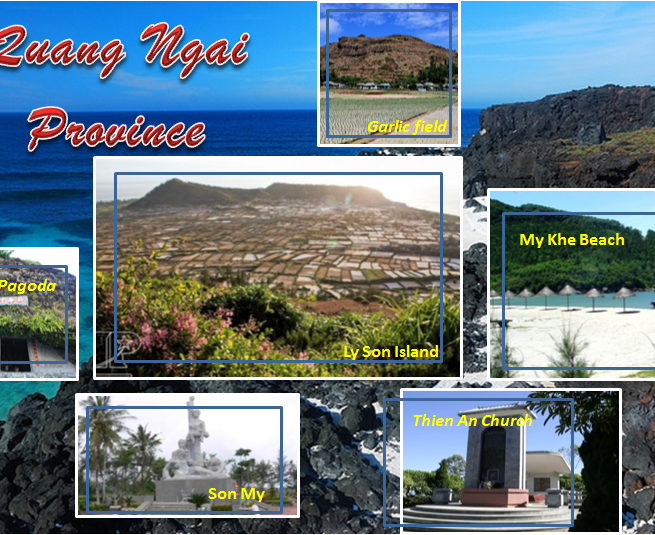 Quang Ngai
Province
Garlic field
My Khe Beach
Pagoda
Ly Son Island
Thien An Church
Son My